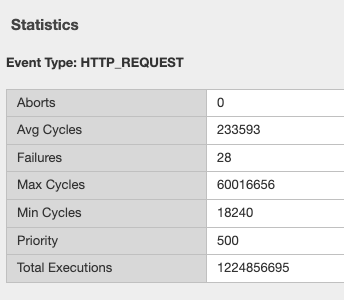 Statistics
Event Type: HTTP_REQUEST
Aborts 0
Avg Cycles 233593
Failures 28
Max Cycles 60016656
Min Cycles 18240
Priority 500
Total Executions 1224856695